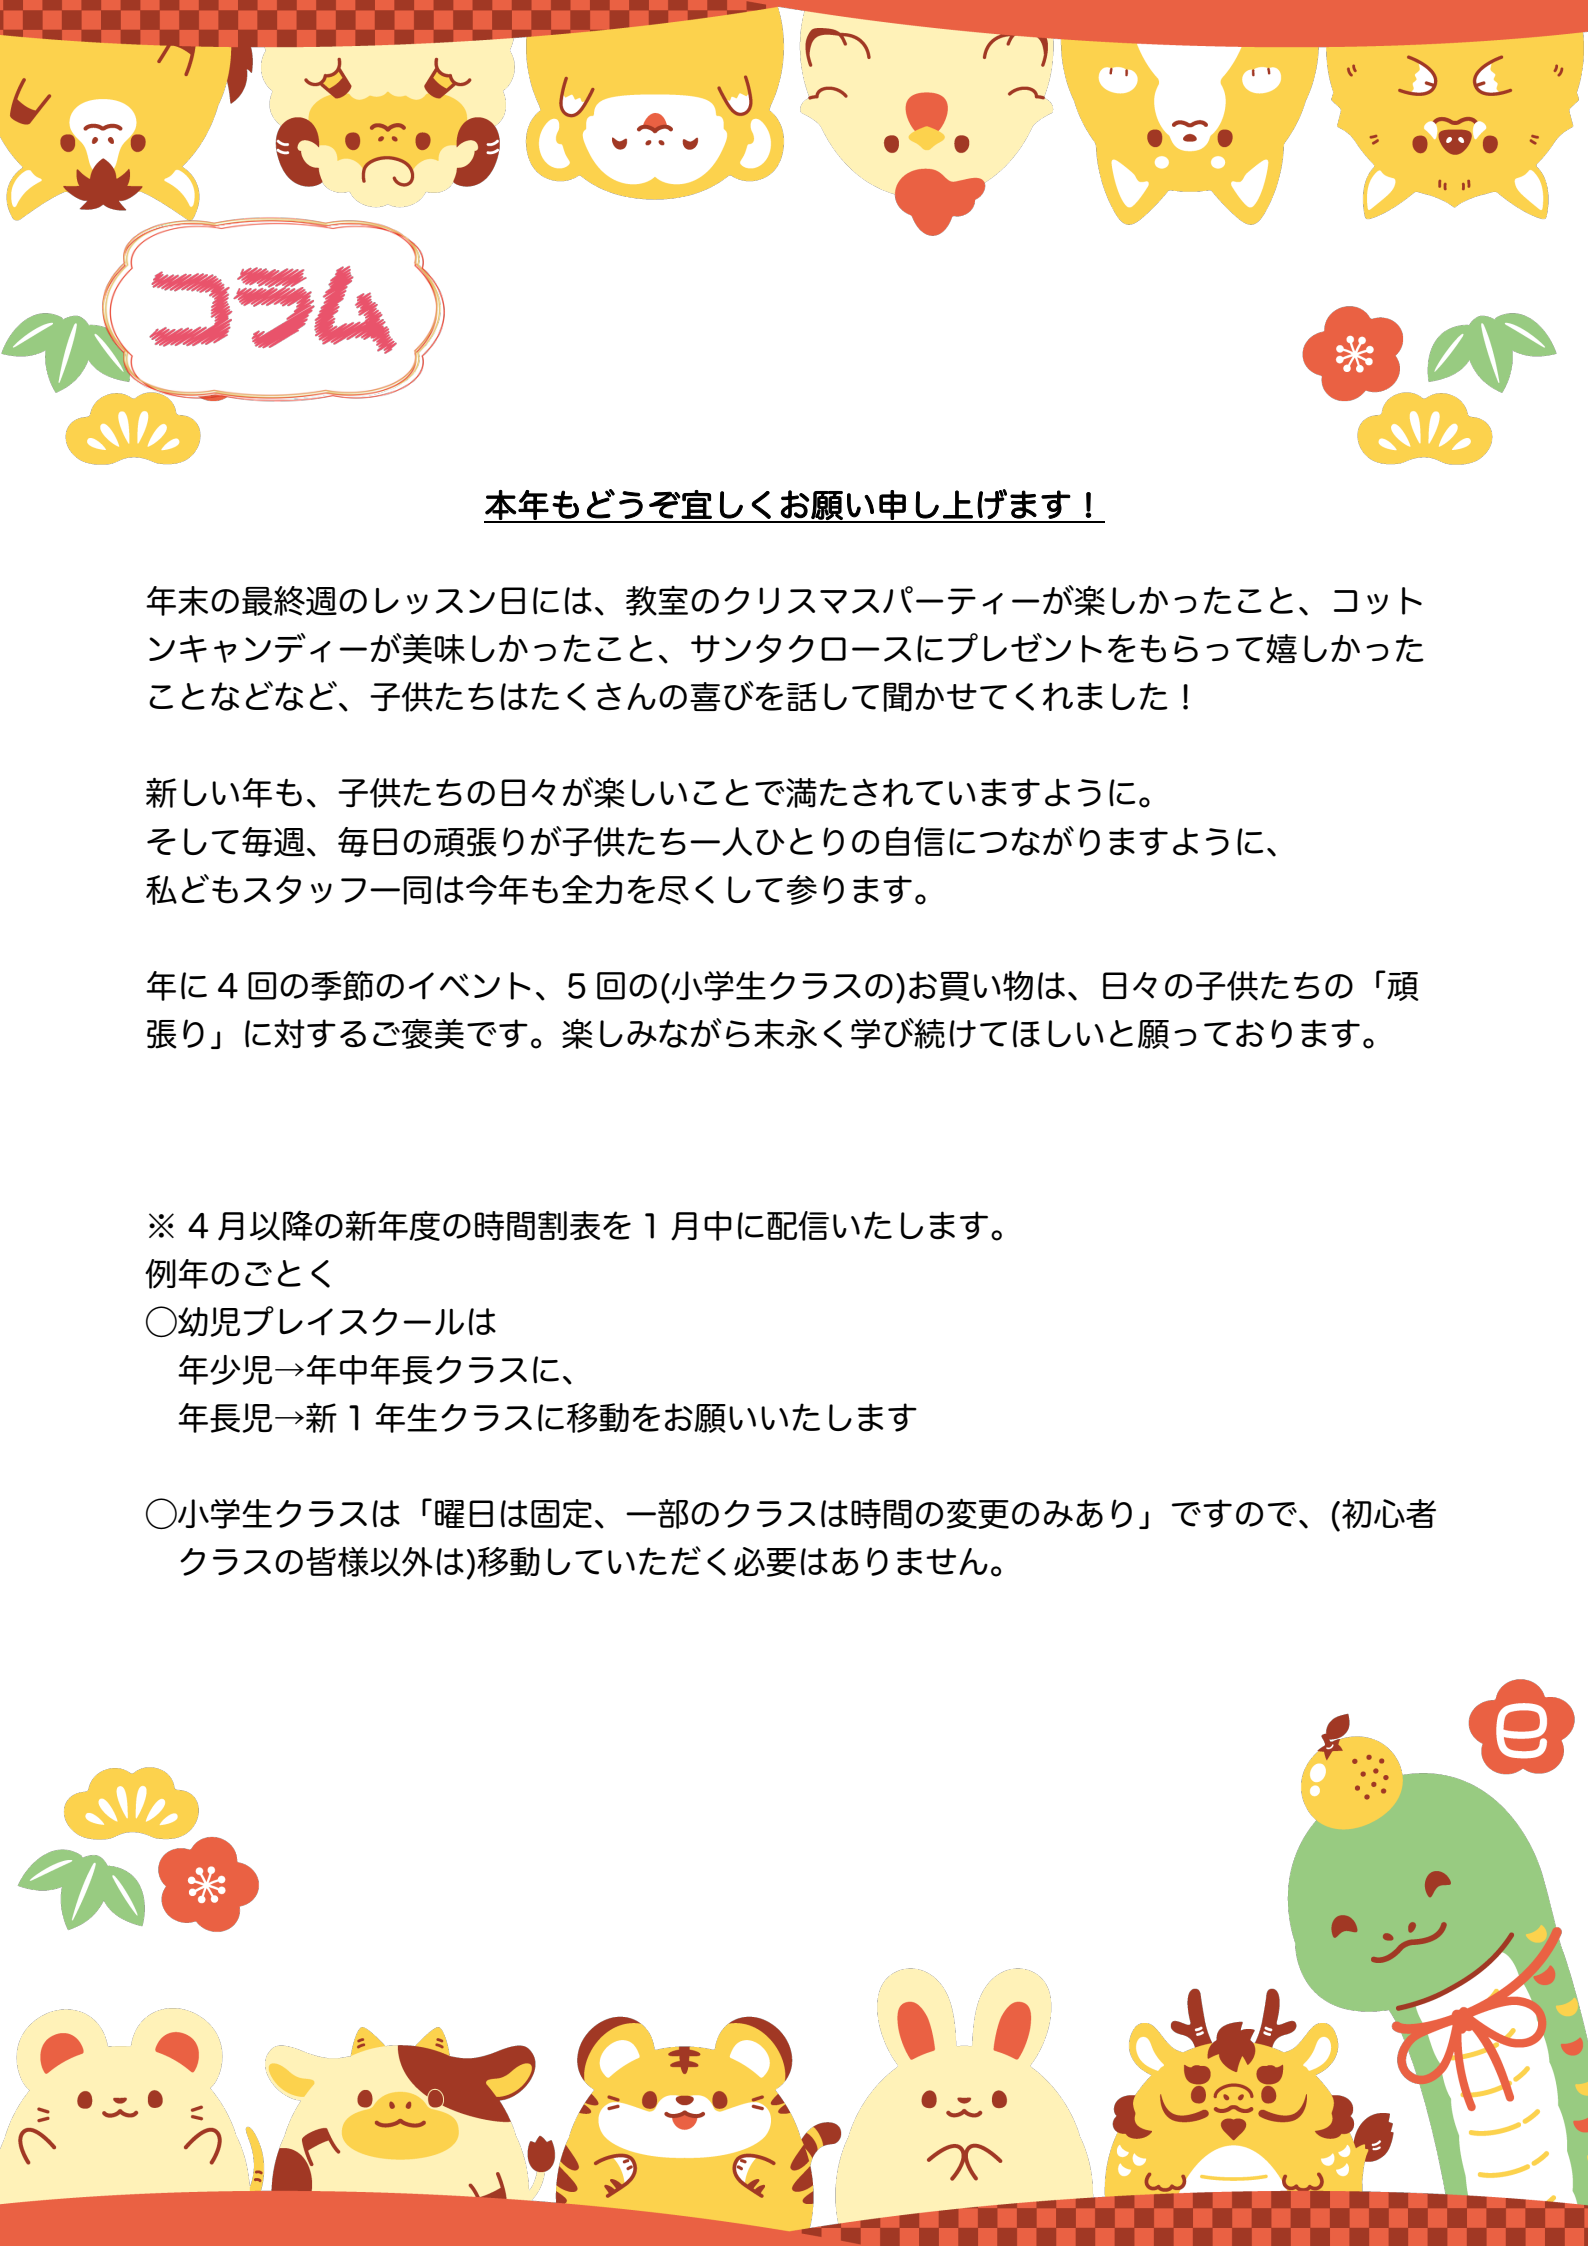 コラム
本年もどうぞ宜しくお願い申し上げます！
年末の最終週のレッスン日には、教室のクリスマスパーティーが楽しかったこと、コット
ンキャンディーが美味しかったこと、サンタクロースにプレゼントをもらって嬉しかった
ことなどなど、子供たちはたくさんの喜びを話して聞かせてくれました！
新しい年も、子供たちの日々が楽しいことで満たされていますように。
そして毎週、毎日の頑張りが子供たち一人ひとりの自信につながりますように、
私どもスタッフ一同は今年も全力を尽くして参ります。
年に 4 回の季節のイベント、5 回の(小学生クラスの)お買い物は、日々の子供たちの「頑
張り」に対するご褒美です。楽しみながら末永く学び続けてほしいと願っております。
※ 4 月以降の新年度の時間割表を 1 月中に配信いたします。
例年のごとく
◯幼児プレイスクールは
年少児→年中年長クラスに、
年長児→新 1 年生クラスに移動をお願いいたします
◯小学生クラスは「曜日は固定、一部のクラスは時間の変更のみあり」ですので、(初心者
クラスの皆様以外は)移動していただく必要はありません。
巳